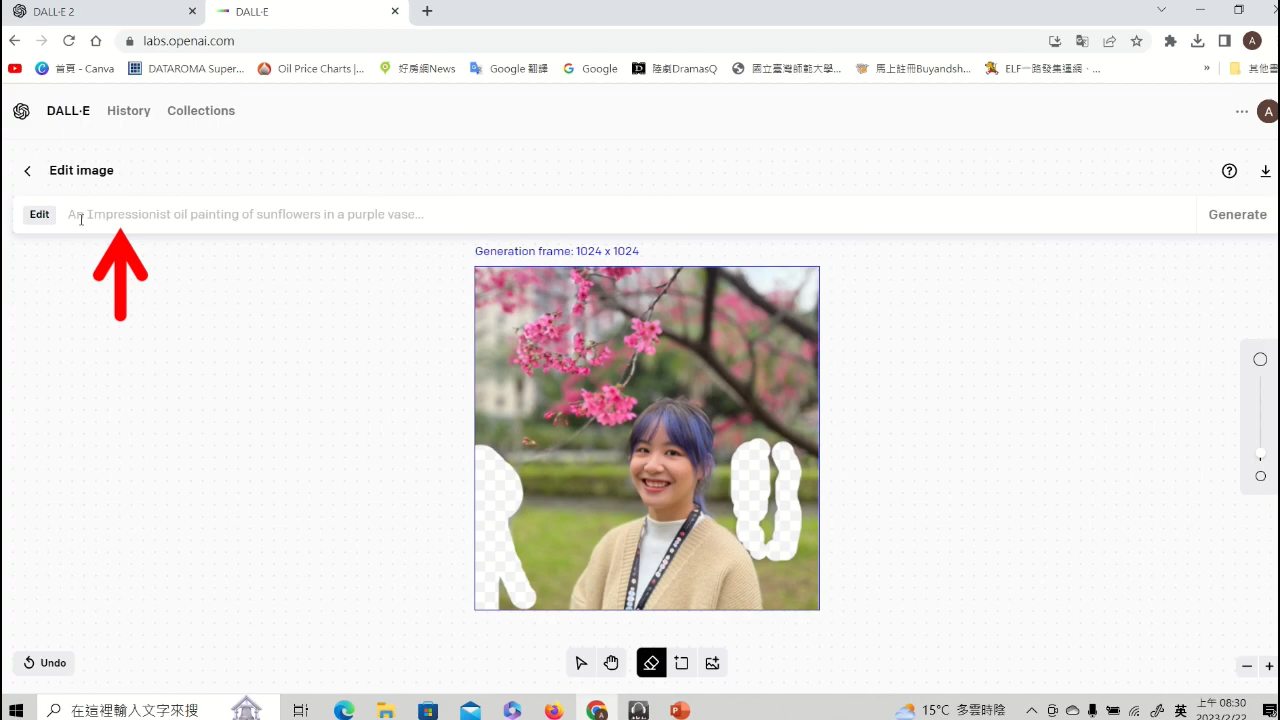 DALL·E 2
DALL·E
labs.openai.com
A
首頁 - Canva
DATAROMA Super...
Oil Price Charts |...
好房網News
Google 翻譯
Google
陸劇DramasQ
國立臺灣師範大學...
馬上註冊Buyandsh...
ELF一路發集運網 · ...
»
其他書
DALL·E
History
Collections
A
Edit image
Edit
An Impressionist oil painting of sunflowers in a purple vase...
Generate
Generation frame: 1024 x 1024
Undo
在這裡輸入文字來搜
15°C 多雲時陰
英
上午 08:30